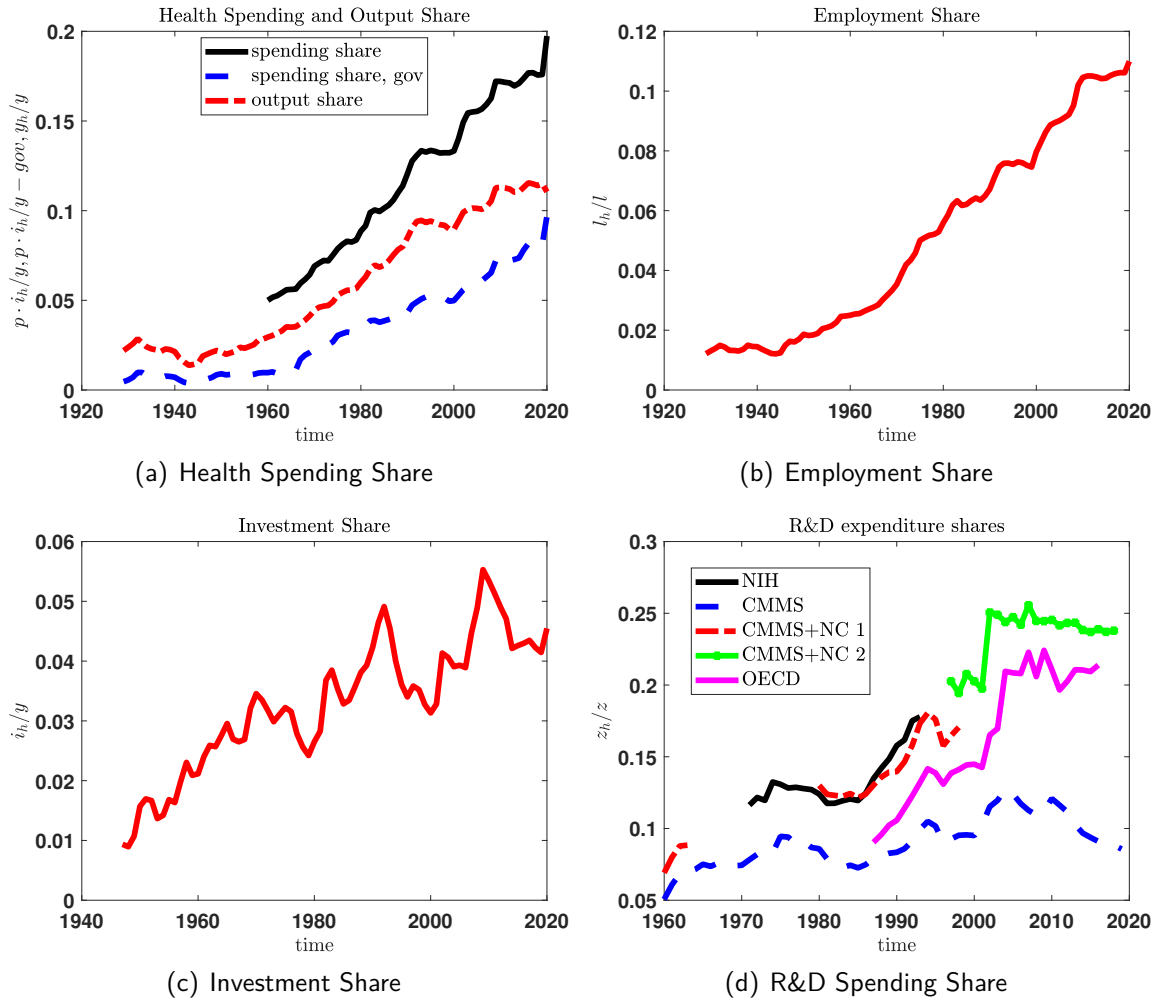 Health Spending and Output Share
p · i_h/y, p · i_h/y − gov, y_h/y
0.2
0.15
0.1
0.05
0
spending share
spending share, gov
output share
1920 1940 1960 1980 2000 2020
time
(a) Health Spending Share
Employment Share
l_h/l
0.12
0.1
0.08
0.06
0.04
0.02
0
1920 1940 1960 1980 2000 2020
time
(b) Employment Share
Investment Share
i_h/y
0.06
0.05
0.04
0.03
0.02
0.01
0
1940 1960 1980 2000 2020
time
(c) Investment Share
R&D expenditure shares
z_h/z
0.3
0.25
0.2
0.15
0.1
0.05
NIH
CMMS
CMMS+NC 1
CMMS+NC 2
OECD
1960 1970 1980 1990 2000 2010 2020
time
(d) R&D Spending Share